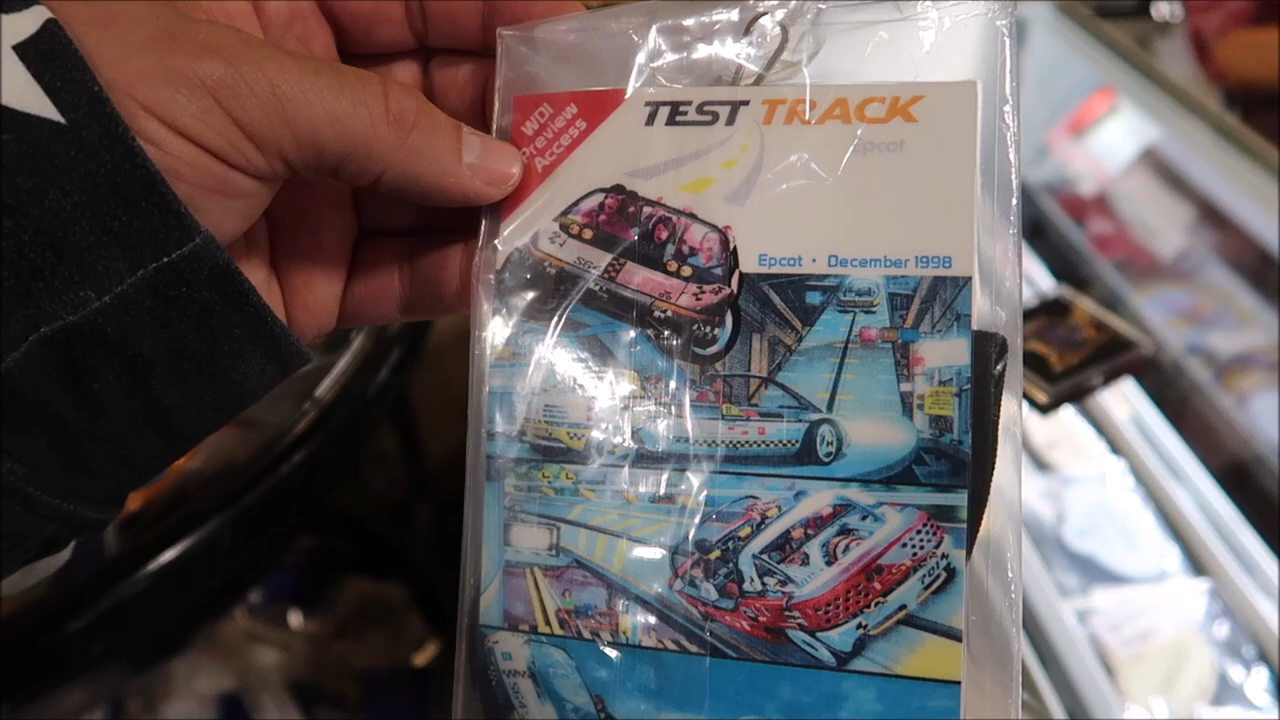 WDI
Preview
Access
TEST TRACK
Epcot
Epcot · December 1998